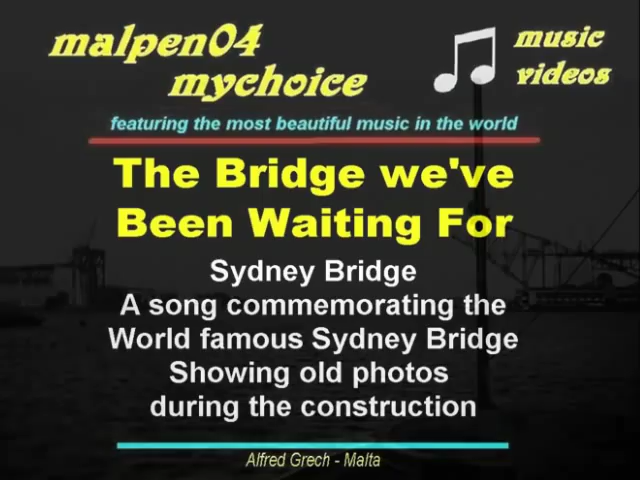 malpen04
mychoice
music
videos
featuring the most beautiful music in the world
The Bridge we've
Been Waiting For
Sydney Bridge
A song commemorating the
World famous Sydney Bridge
Showing old photos
during the construction
Alfred Grech - Malta